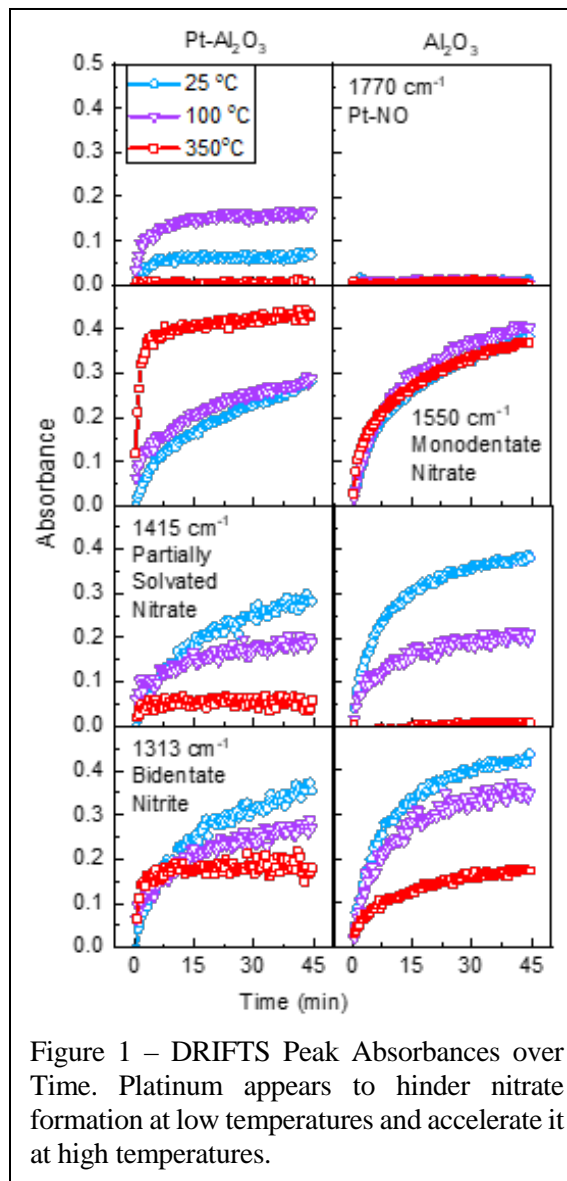 Pt-Al₂O₃
Al₂O₃
0.5
0.4
0.3
0.2
0.1
0.0
25 °C
100 °C
350°C
1770 cm⁻¹
Pt-NO
0.4
0.3
0.2
0.1
0.0
1550 cm⁻¹
Monodentate
Nitrate
Absorbance
1415 cm⁻¹
Partially
Solvated
Nitrate
0.4
0.3
0.2
0.1
0.0
1313 cm⁻¹
Bidentate
Nitrite
0.4
0.3
0.2
0.1
0.0
0 15 30 45 0 15 30 45
Time (min)
Figure 1 – DRIFTS Peak Absorbances over
Time. Platinum appears to hinder nitrate
formation at low temperatures and accelerate it
at high temperatures.